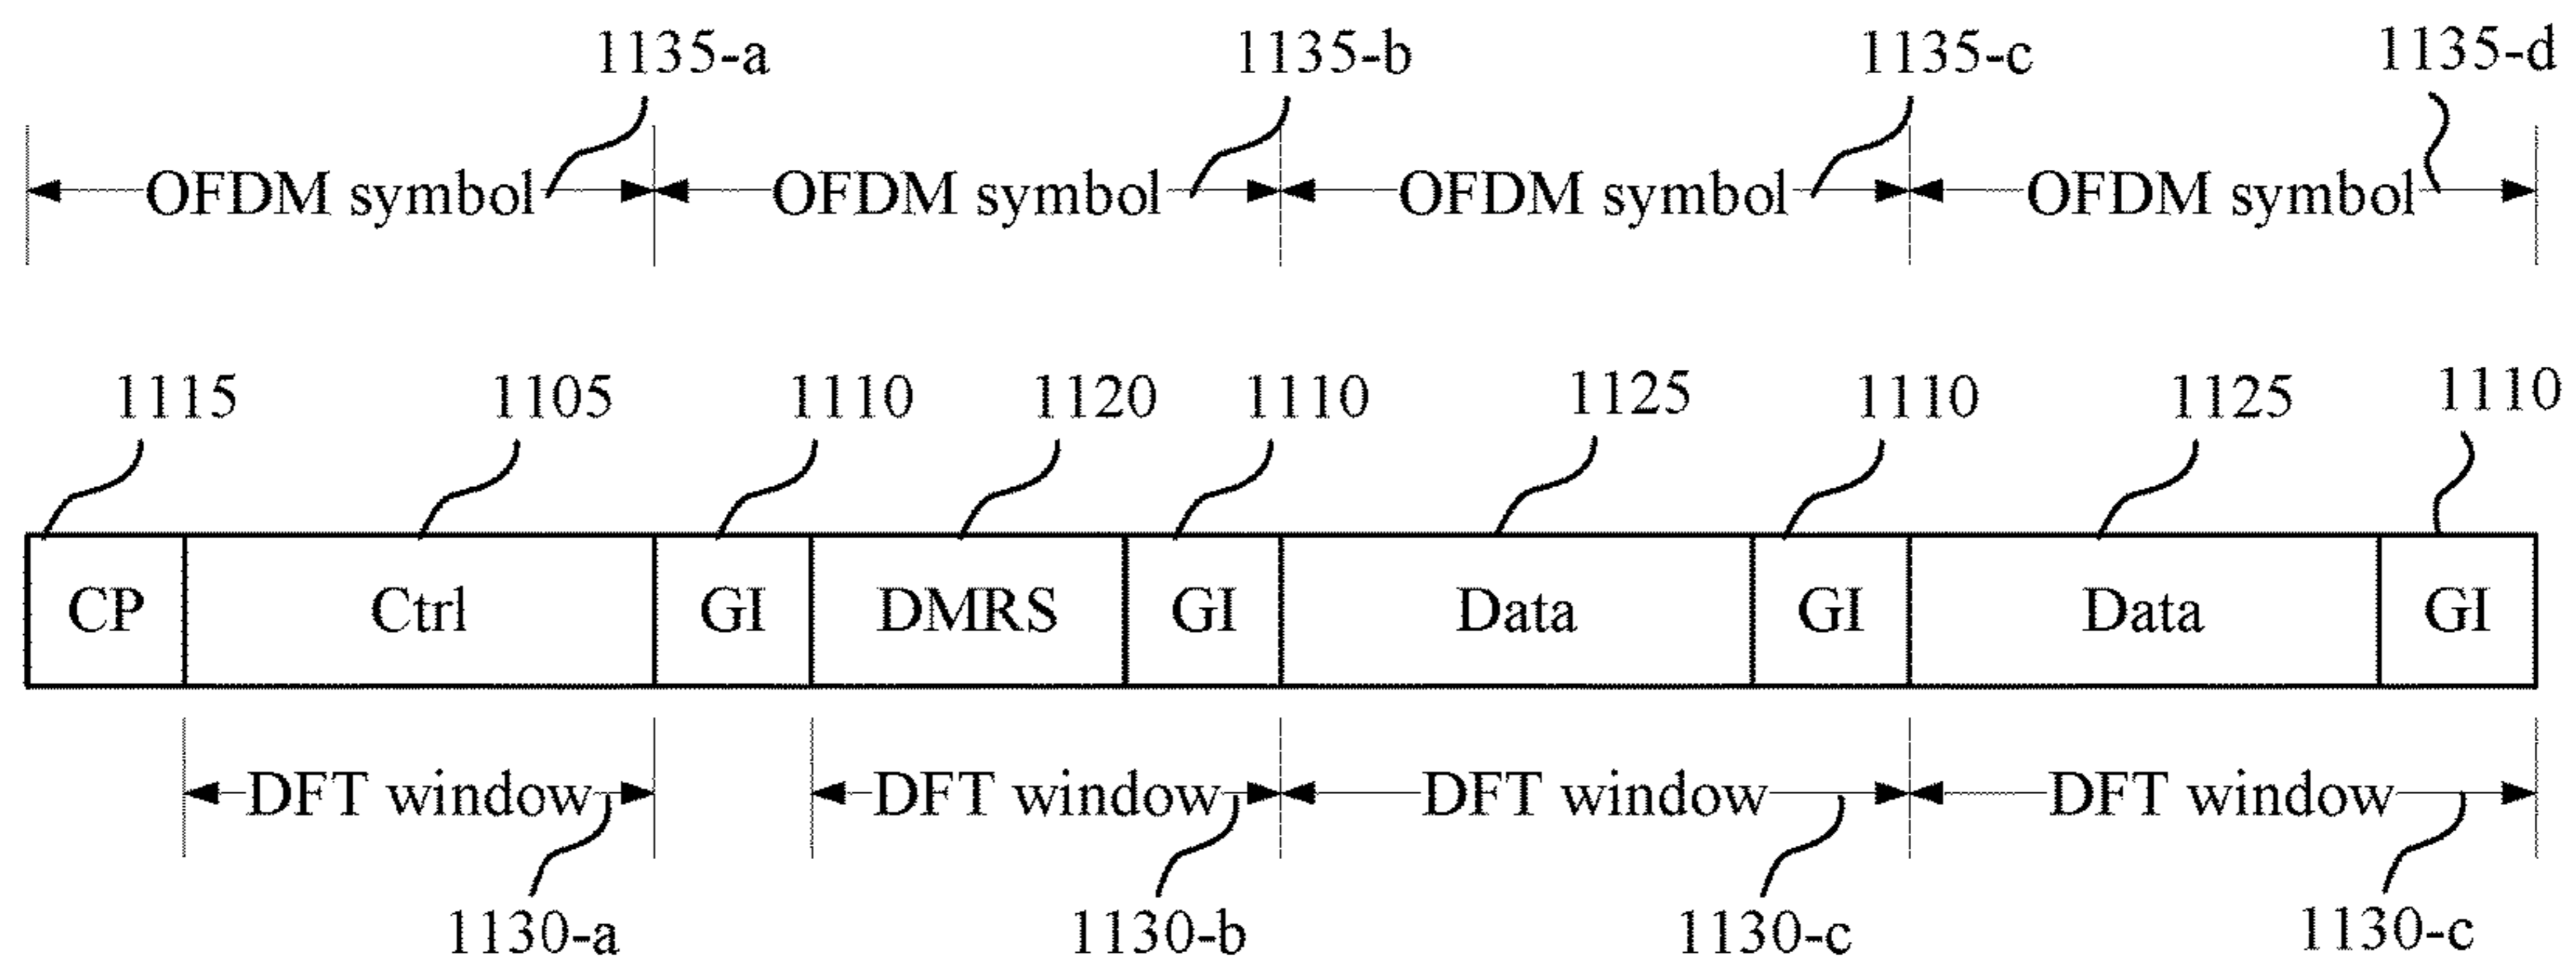 1135-a 1135-b 1135-c 1135-d
OFDM symbol OFDM symbol OFDM symbol OFDM symbol
1115 1105 1110 1120 1110 1125 1110 1125 1110
CP Ctrl GI DMRS GI Data GI Data GI
DFT window DFT window DFT window DFT window
1130-a 1130-b 1130-c 1130-c